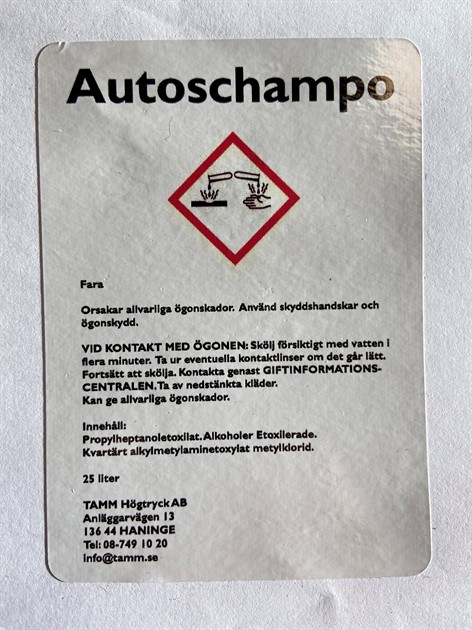 Autoschampo
Fara
Orsakar allvarliga ögonskador. Använd skyddshandskar och
ögonskydd.
VID KONTAKT MED ÖGONEN: Skölj försiktigt med vatten i
flera minuter. Ta ur eventuella kontaktlinser om det går lätt.
Fortsätt att skölja. Kontakta genast GIFTINFORMATIONS-
CENTRALEN. Ta av nedstänkta kläder.
Kan ge allvarliga ögonskador.
Innehåll:
Propylheptanoletoxilat. Alkoholer Etoxilerade.
Kvartärt alkylmetylaminetoxylat metylklorid.
25 liter
TAMM Högtryck AB
Anläggarvägen 13
136 44 HANINGE
Tel: 08-749 10 20
info@tamm.se